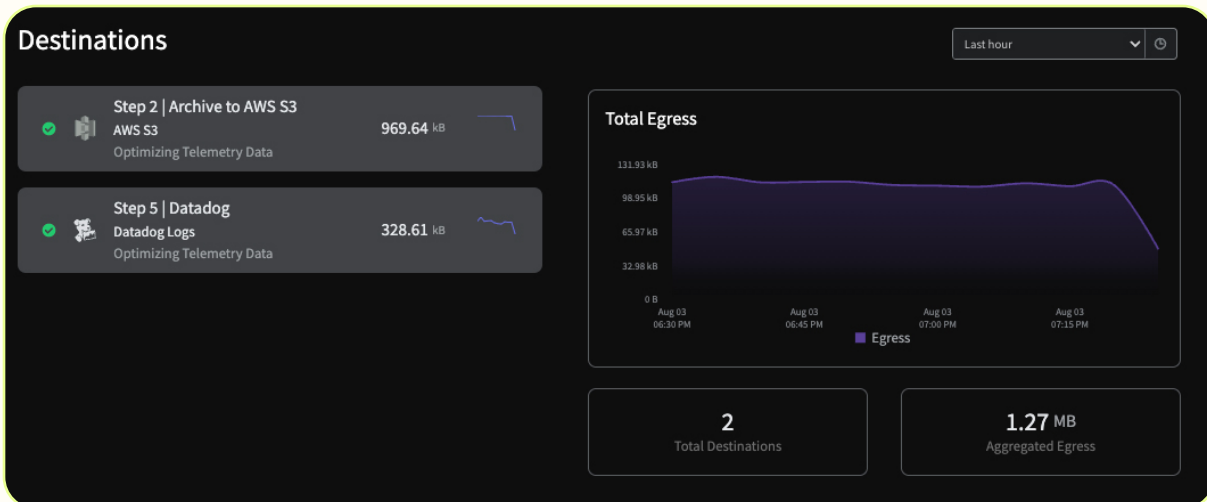 Destinations
Last hour
Step 2 | Archive to AWS S3
AWS S3
Optimizing Telemetry Data
969.64 kB
Step 5 | Datadog
Datadog Logs
Optimizing Telemetry Data
328.61 kB
Total Egress
131.93 kB
98.95 kB
65.97 kB
32.98 kB
0 B
Aug 03
06:30 PM
Aug 03
06:45 PM
Aug 03
07:00 PM
Aug 03
07:15 PM
Egress
2
Total Destinations
1.27 MB
Aggregated Egress